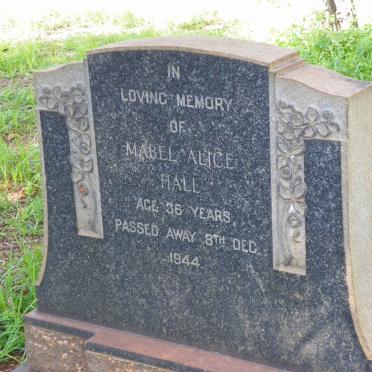 IN
LOVING MEMORY
OF
MABEL ALICE
HALL
AGE 36 YEARS,
PASSED AWAY 8TH DEC.
1944.